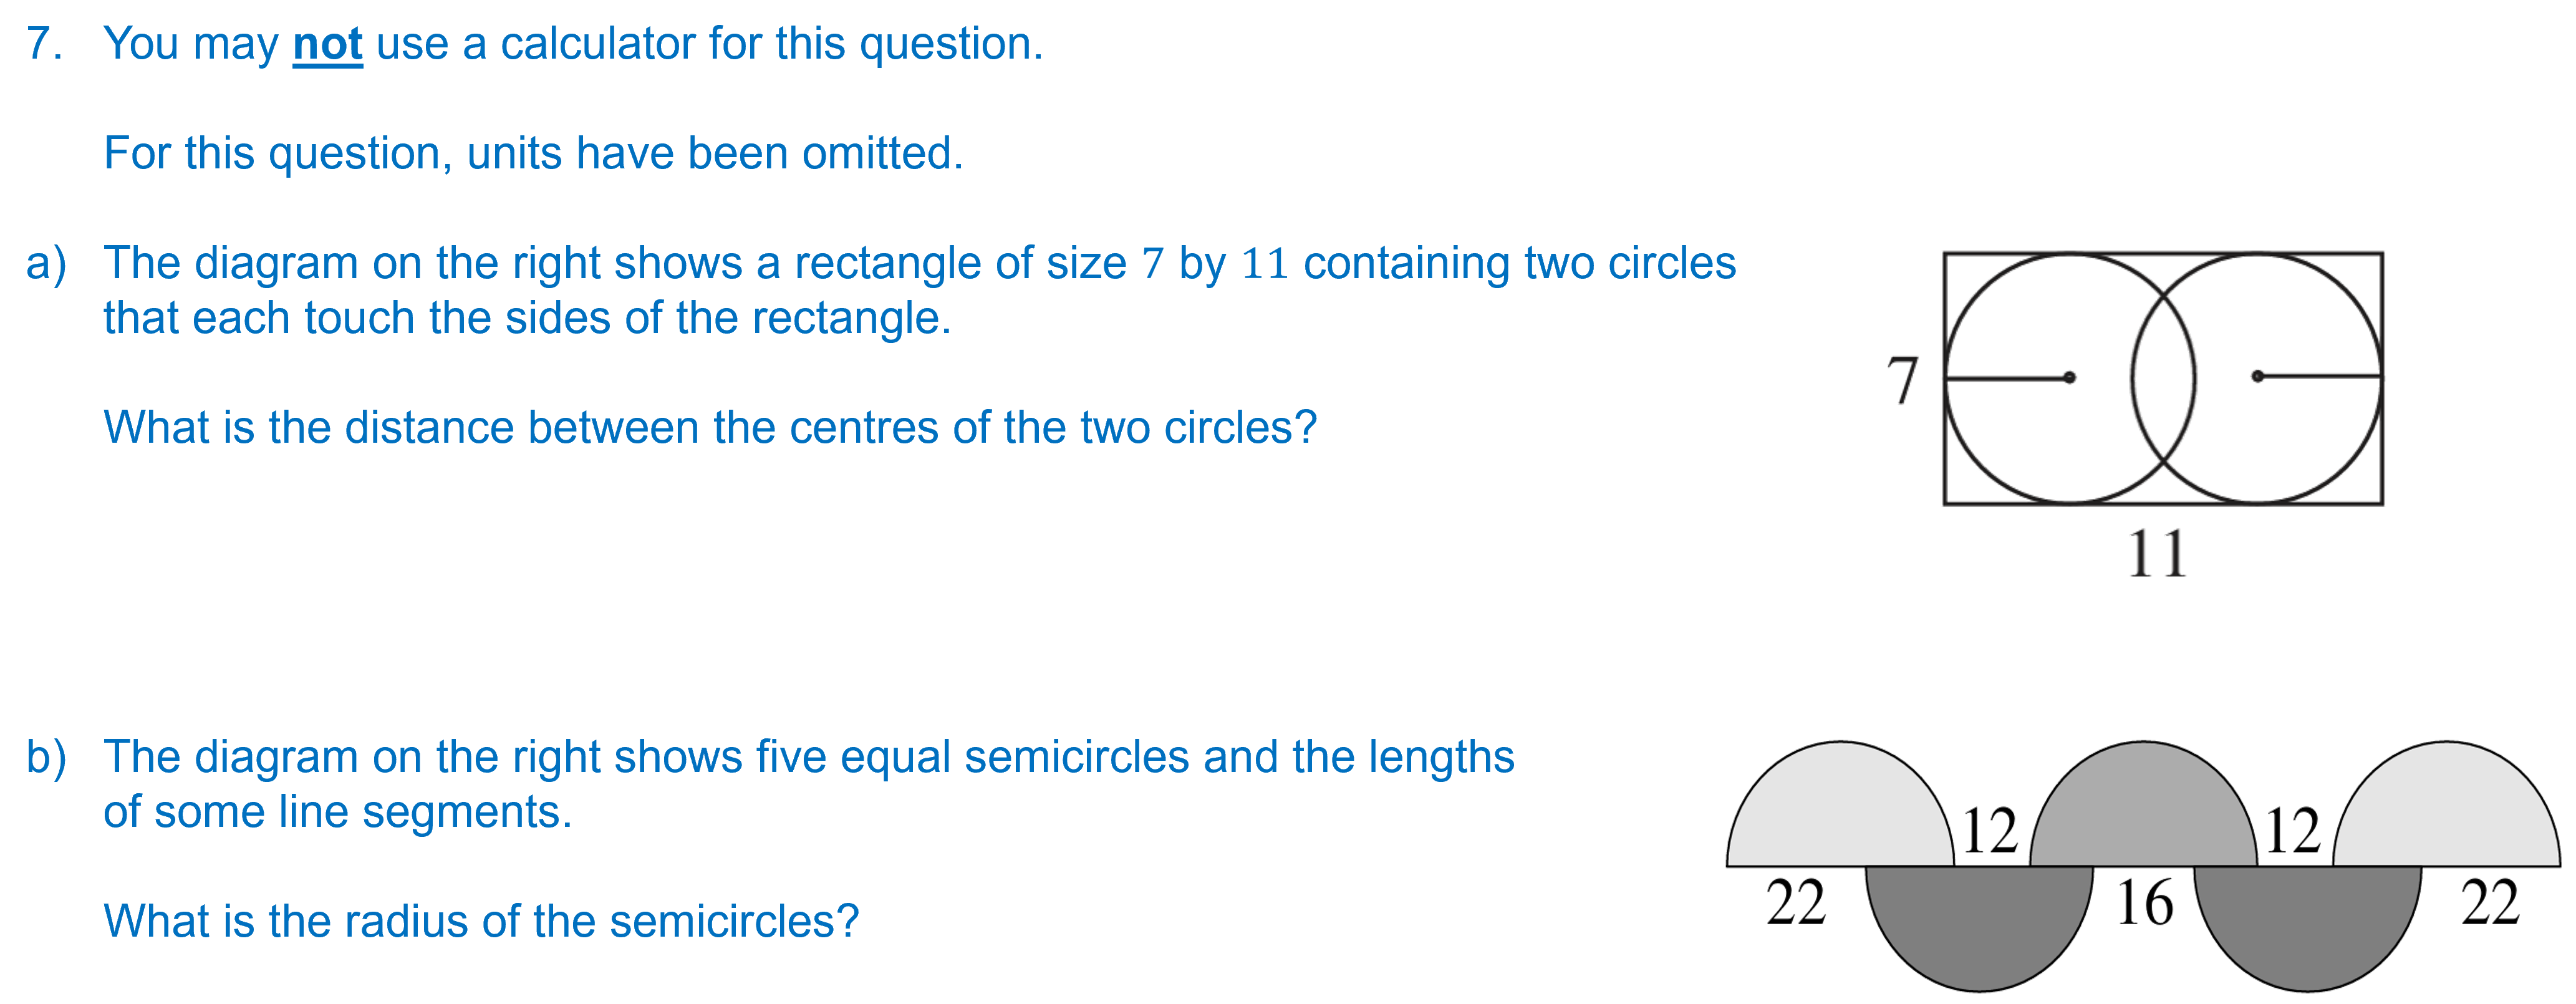 7. You may not use a calculator for this question.
For this question, units have been omitted.
a) The diagram on the right shows a rectangle of size 7 by 11 containing two circles
that each touch the sides of the rectangle.
What is the distance between the centres of the two circles?
7
11
b) The diagram on the right shows five equal semicircles and the lengths
of some line segments.
What is the radius of the semicircles?
12 12
22 16 22